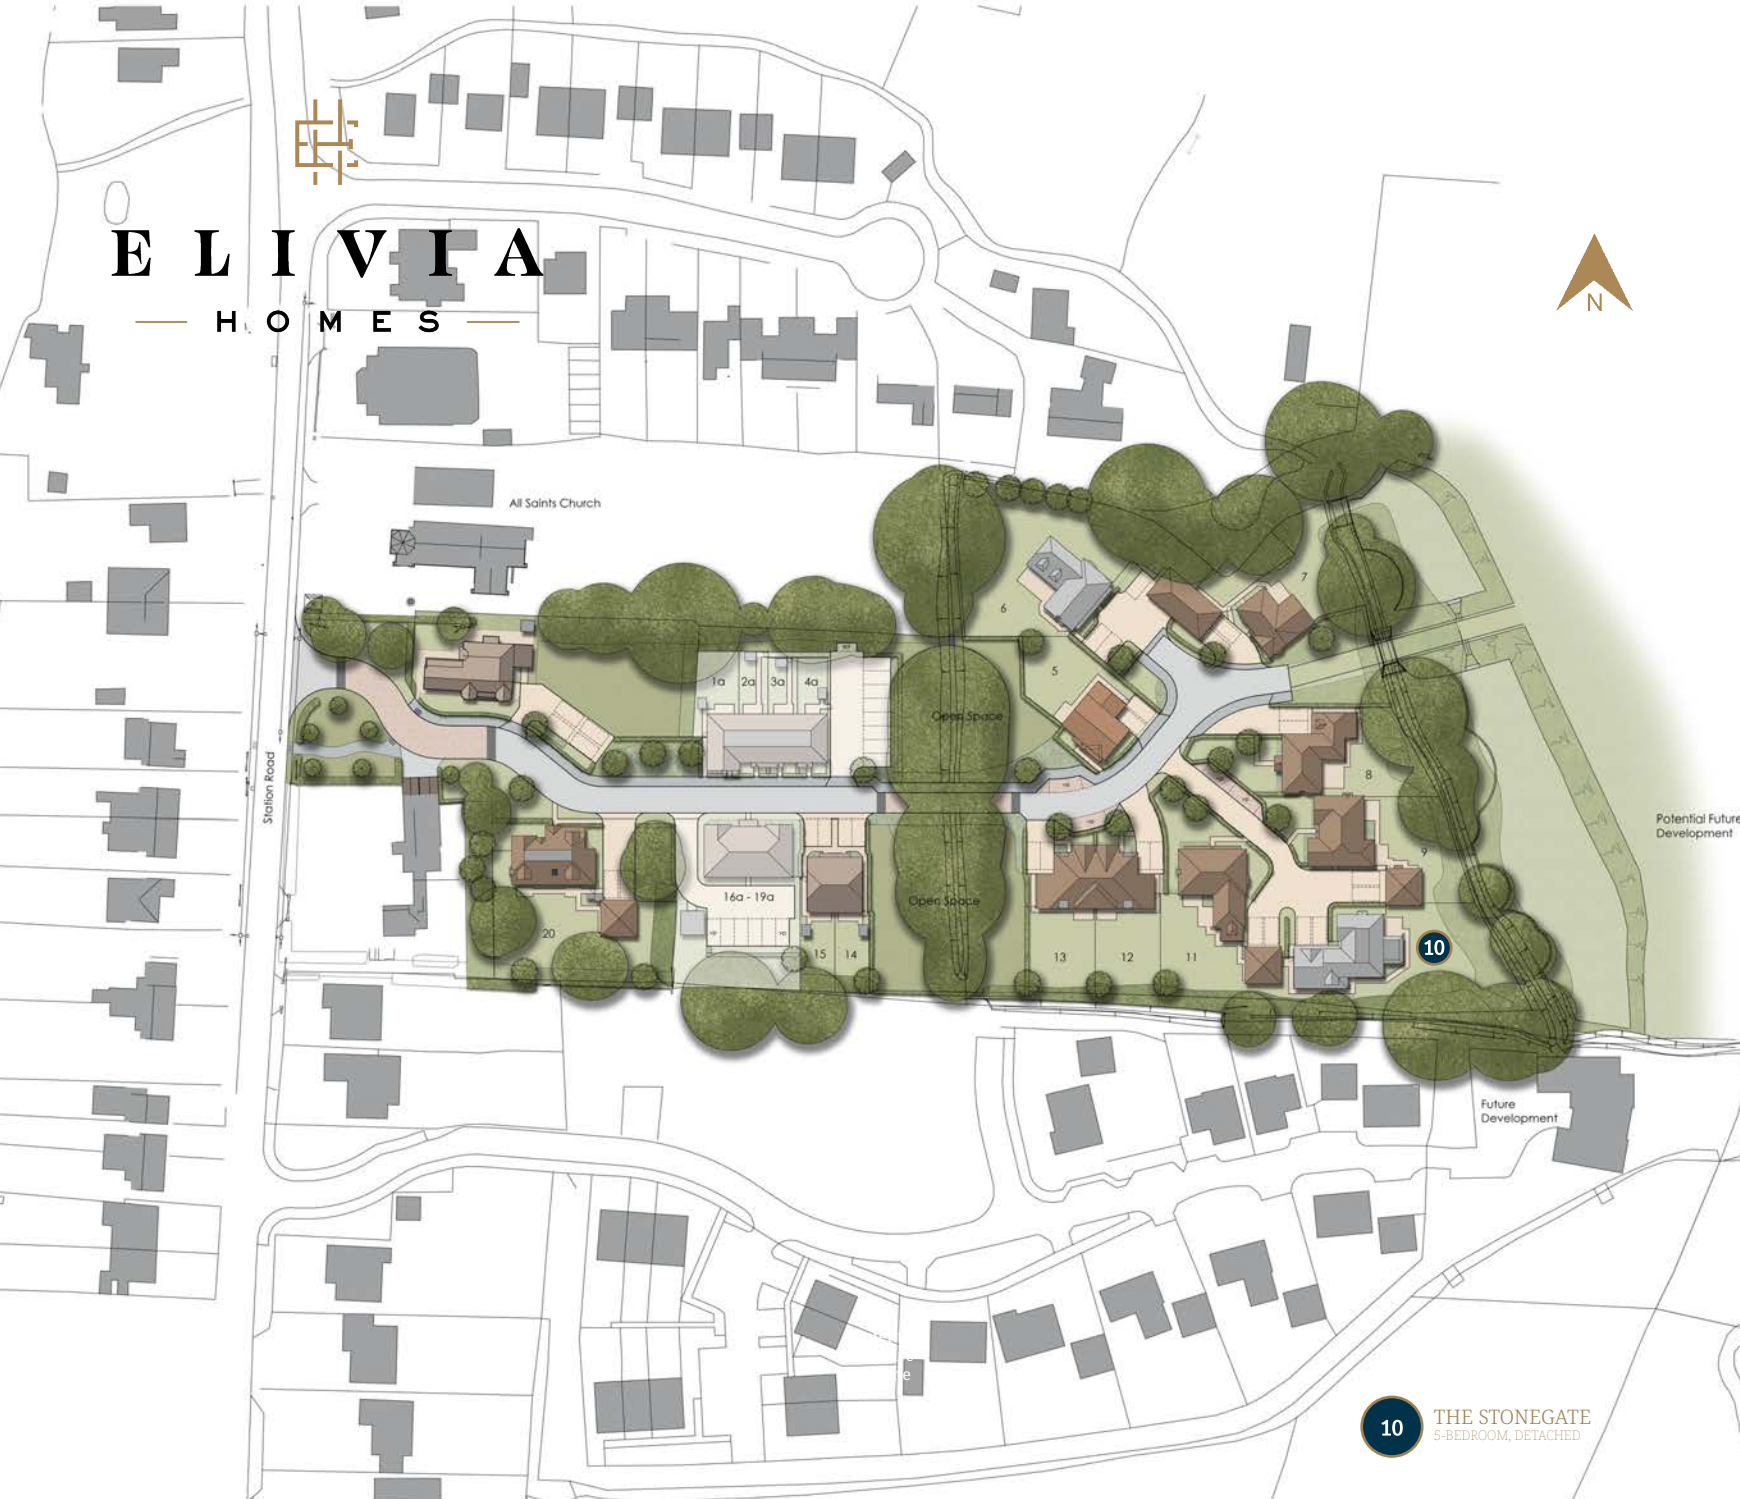 ELIVIA
HOMES
N
All Saints Church
Station Road
1a
2a
3a
4a
5
6
7
8
9
Open Space
Open Space
16a - 19a
15
14
13
12
11
10
20
Potential Future
Development
Future
Development
10
THE STONEGATE
5-BEDROOM, DETACHED